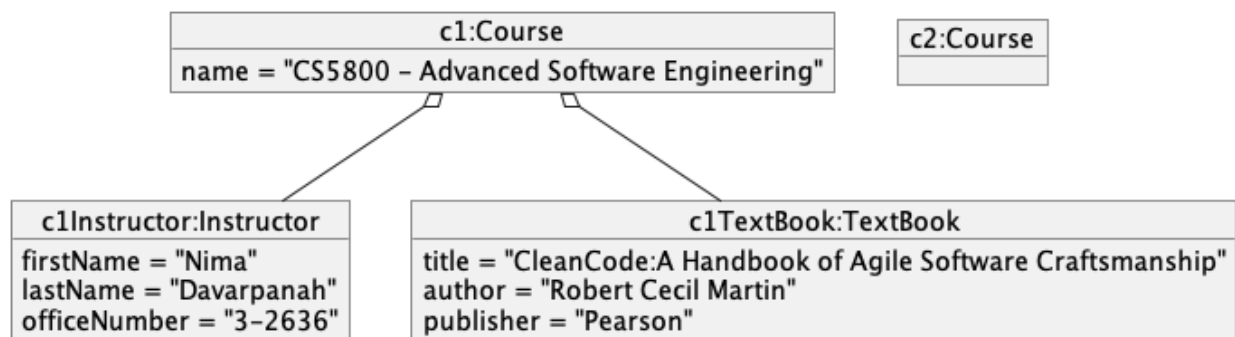 c1:Course
name = "CS5800 – Advanced Software Engineering"
c2:Course
c1Instructor:Instructor
firstName = "Nima"
lastName = "Davarpanah"
officeNumber = "3–2636"
c1TextBook:TextBook
title = "CleanCode:A Handbook of Agile Software Craftsmanship"
author = "Robert Cecil Martin"
publisher = "Pearson"